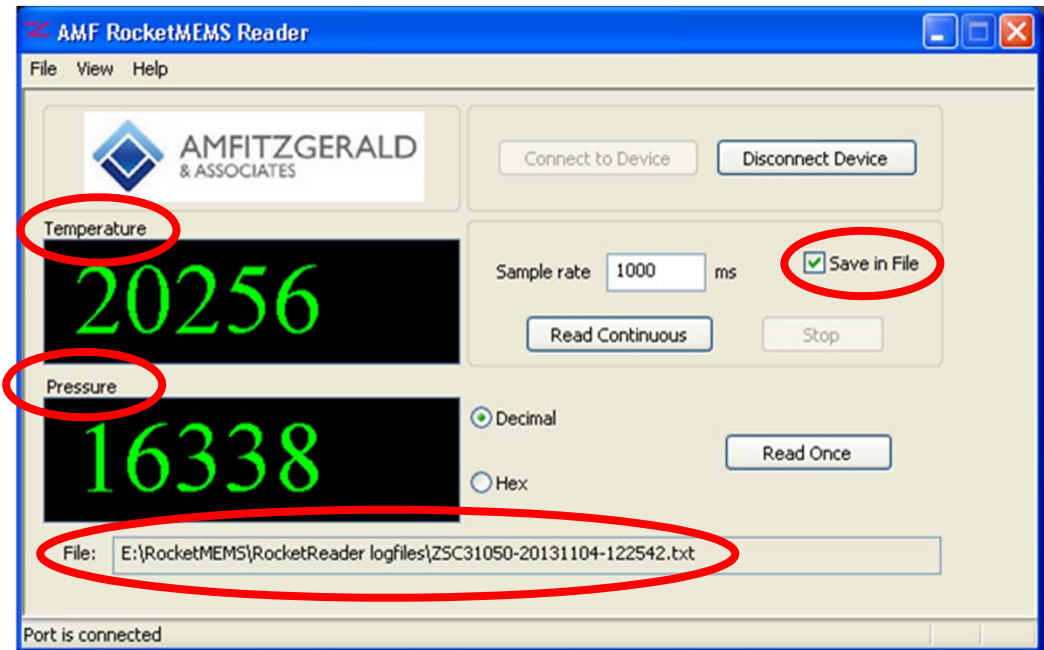 AMF RocketMEMS Reader
File View Help
AMFITZGERALD
& ASSOCIATES
Connect to Device
Disconnect Device
Temperature
20256
Sample rate 1000 ms
Save in File
Read Continuous
Stop
Pressure
16338
Decimal
Hex
Read Once
File: E:\RocketMEMS\RocketReader logfiles\ZSC31050-20131104-122542.txt
Port is connected